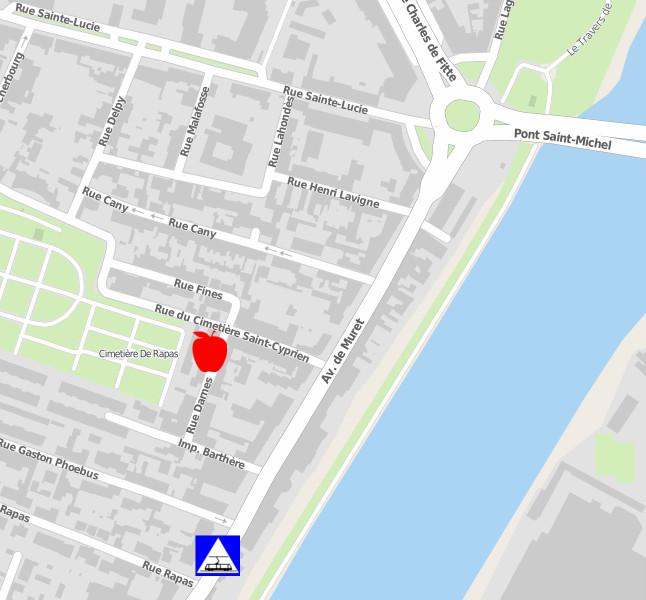 Rue Sainte-Lucie
Charles de Fitte
Rue Lag
Le Travers de
Cherbourg
Rue Delpy
Rue Malafosse
Rue Lahondès
Rue Sainte-Lucie
Pont Saint-Michel
Rue Henri Lavigne
Rue Cany
Rue Cany
Rue Fines
Rue du Cimetière Saint-Cyprien
Cimetière De Rapas
Av. de Muret
Rue Darnes
Imp. Barthère
Rue Gaston Phoebus
Rapas
Rue Rapas